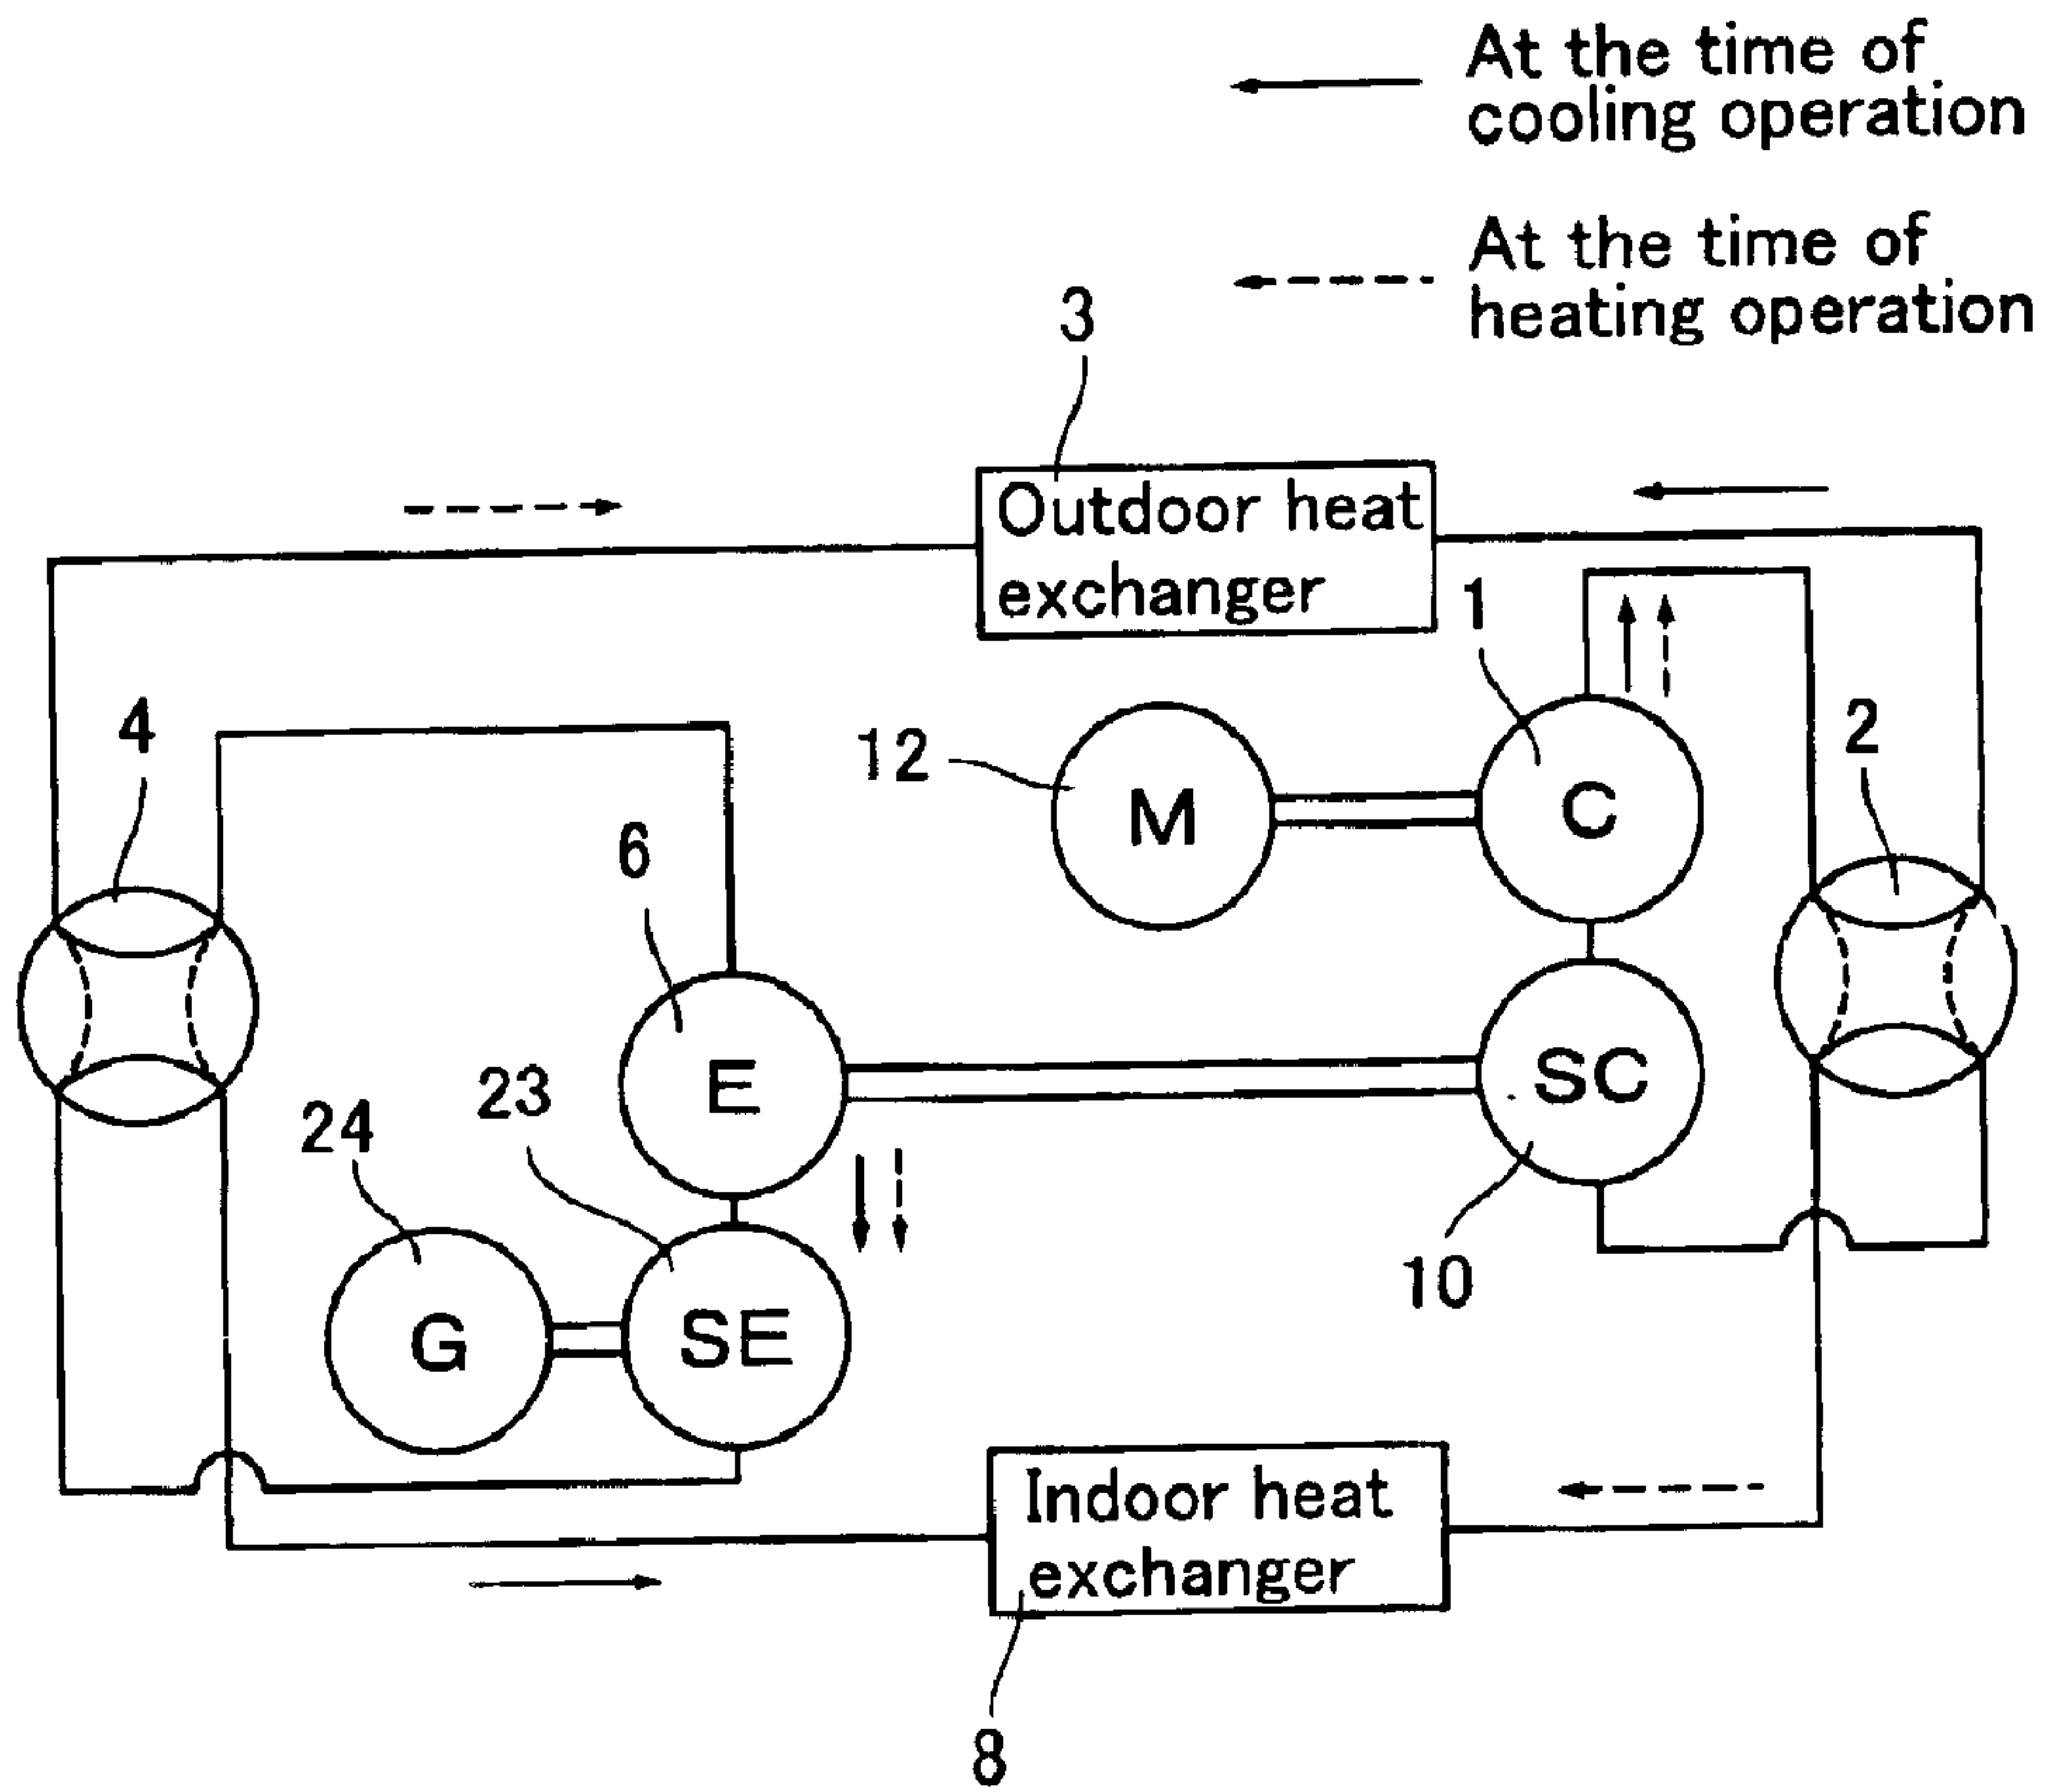 At the time of
cooling operation
At the time of
heating operation
3
Outdoor heat
exchanger
1
4
12
2
M
C
6
E
SC
23
24
10
G
SE
Indoor heat
exchanger
8